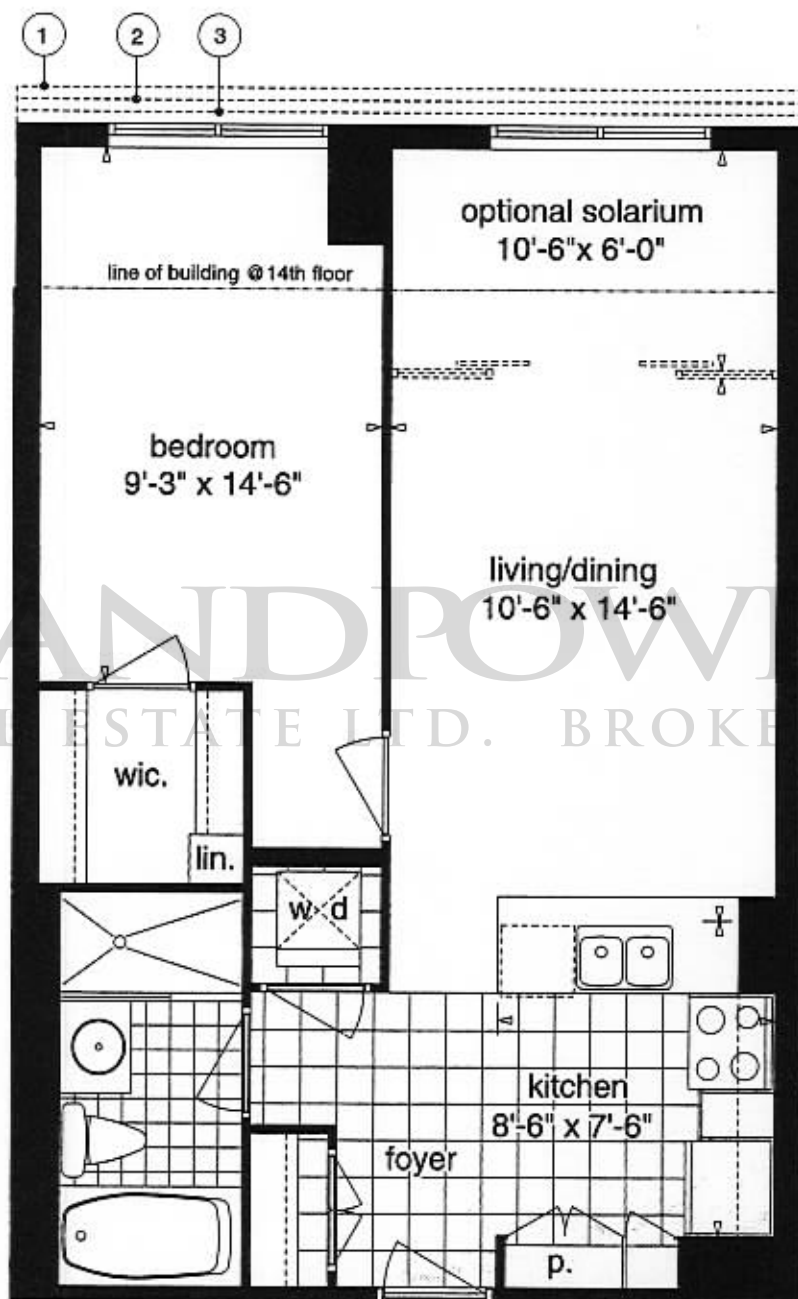 1 2 3
optional solarium
10'-6"x 6'-0"
line of building @ 14th floor
bedroom
9'-3" x 14'-6"
living/dining
10'-6" x 14'-6"
ANDPOW
ESTATE LTD. BROKE
wic.
lin.
w d
kitchen
8'-6" x 7'-6"
foyer
p.